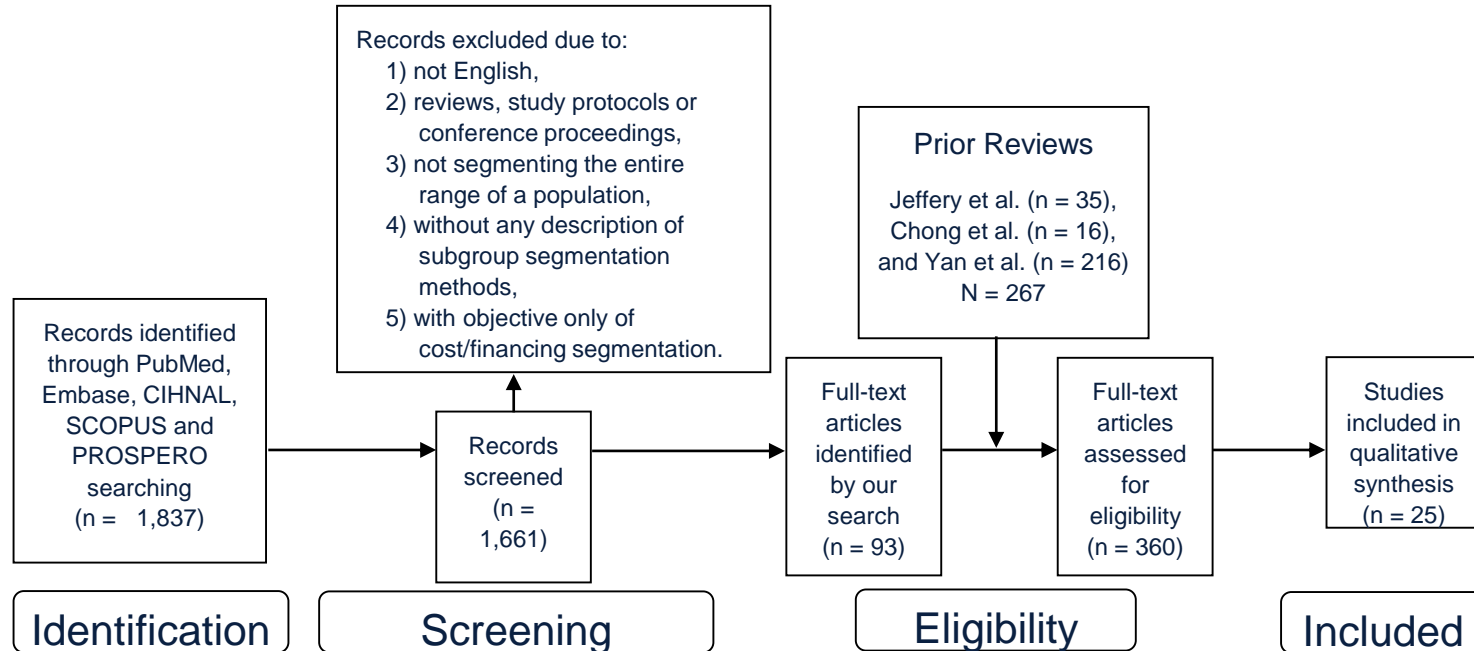 Records identified
through PubMed,
Embase, CIHNAL,
SCOPUS and
PROSPERO
searching
(n =   1,837)
Records excluded due to:
1) not English,
2) reviews, study protocols or
conference proceedings,
3) not segmenting the entire
range of a population,
4) without any description of
subgroup segmentation
methods,
5) with objective only of
cost/financing segmentation.
Records
screened
(n =
1,661)
Prior Reviews
Jeffery et al. (n = 35),
Chong et al. (n = 16),
and Yan et al. (n = 216)
N = 267
Full-text
articles
identified
by our
search
(n = 93)
Full-text
articles
assessed
for
eligibility
(n = 360)
Studies
included in
qualitative
synthesis
(n = 25)
Identification
Screening
Eligibility
Included